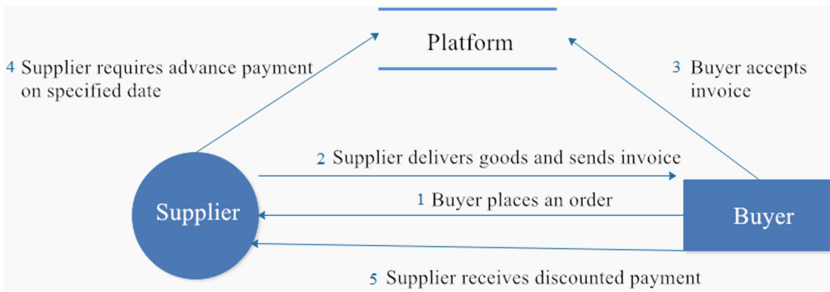 Platform
4 Supplier requires advance payment
on specified date
3 Buyer accepts
invoice
2 Supplier delivers goods and sends invoice
1 Buyer places an order
Supplier
Buyer
5 Supplier receives discounted payment